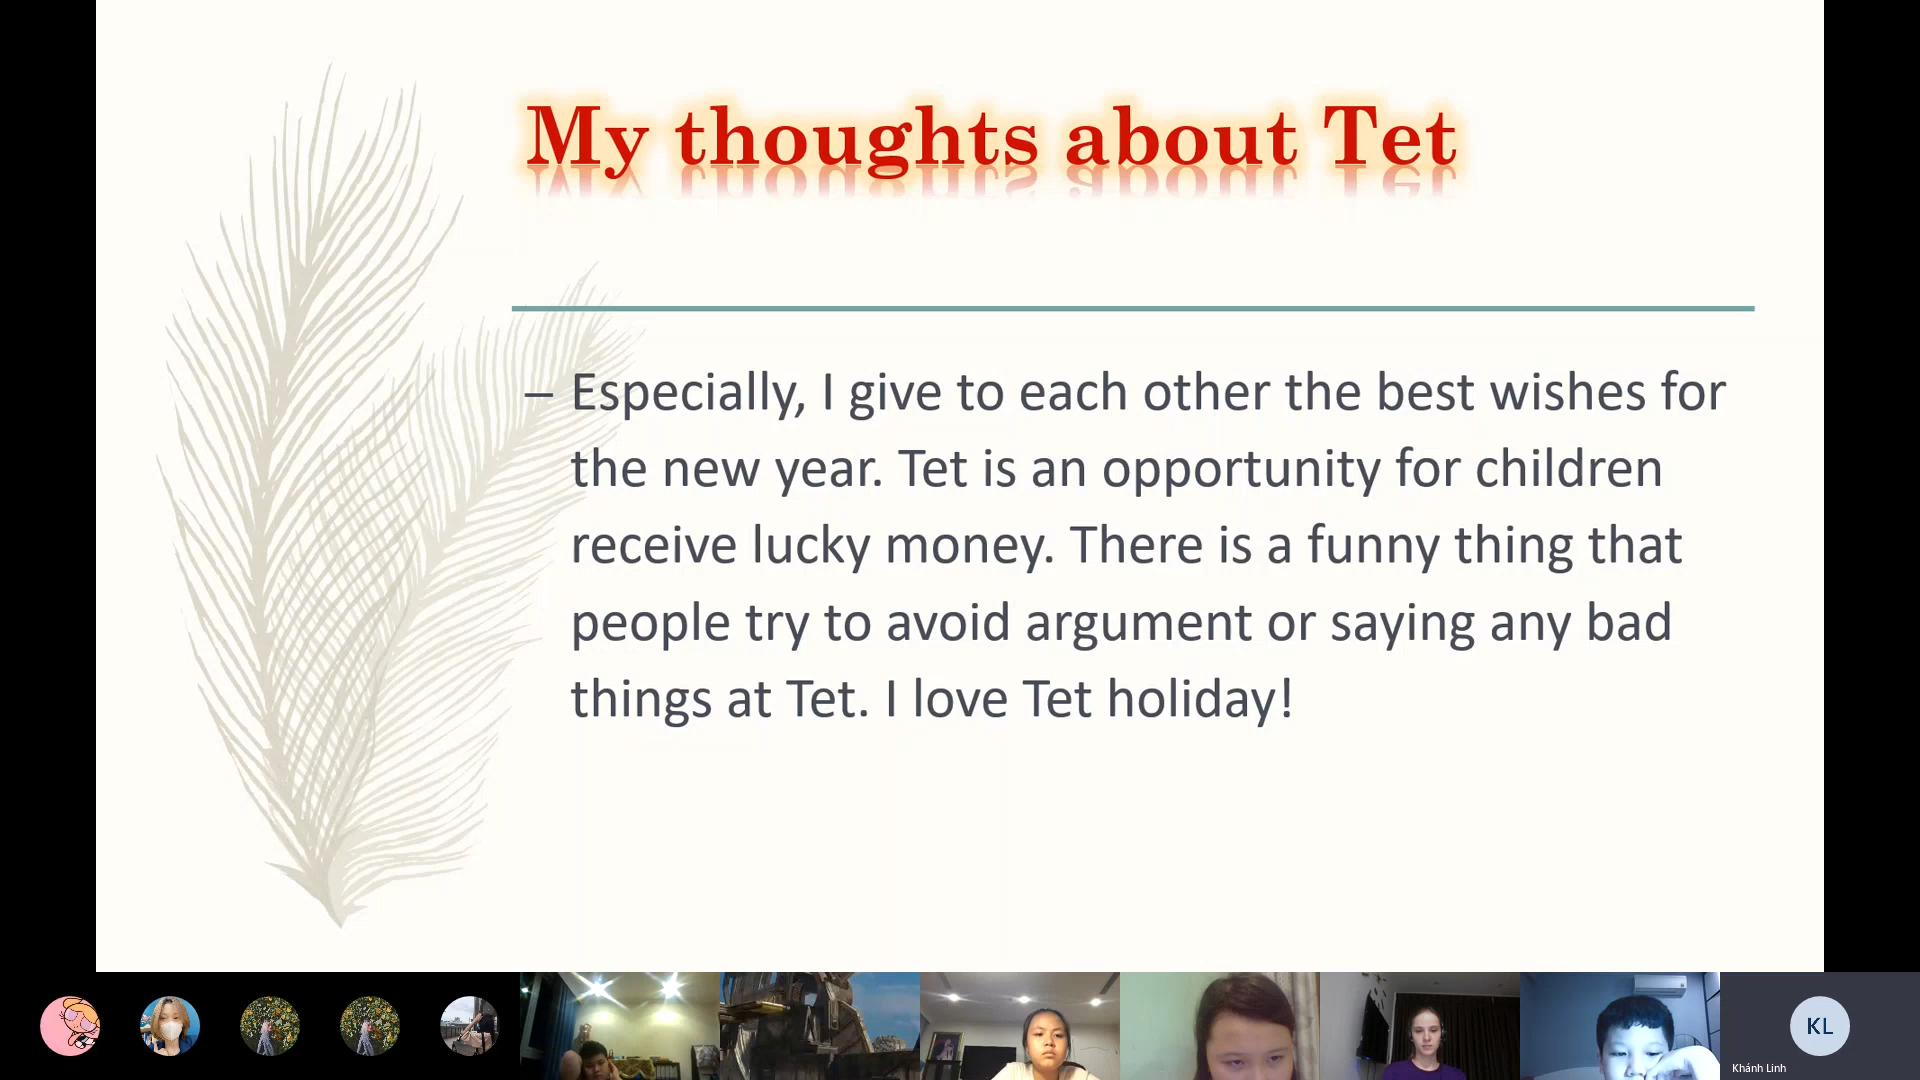 My thoughts about Tet
– Especially, I give to each other the best wishes for
the new year. Tet is an opportunity for children
receive lucky money. There is a funny thing that
people try to avoid argument or saying any bad
things at Tet. I love Tet holiday!
KL
Khánh Linh